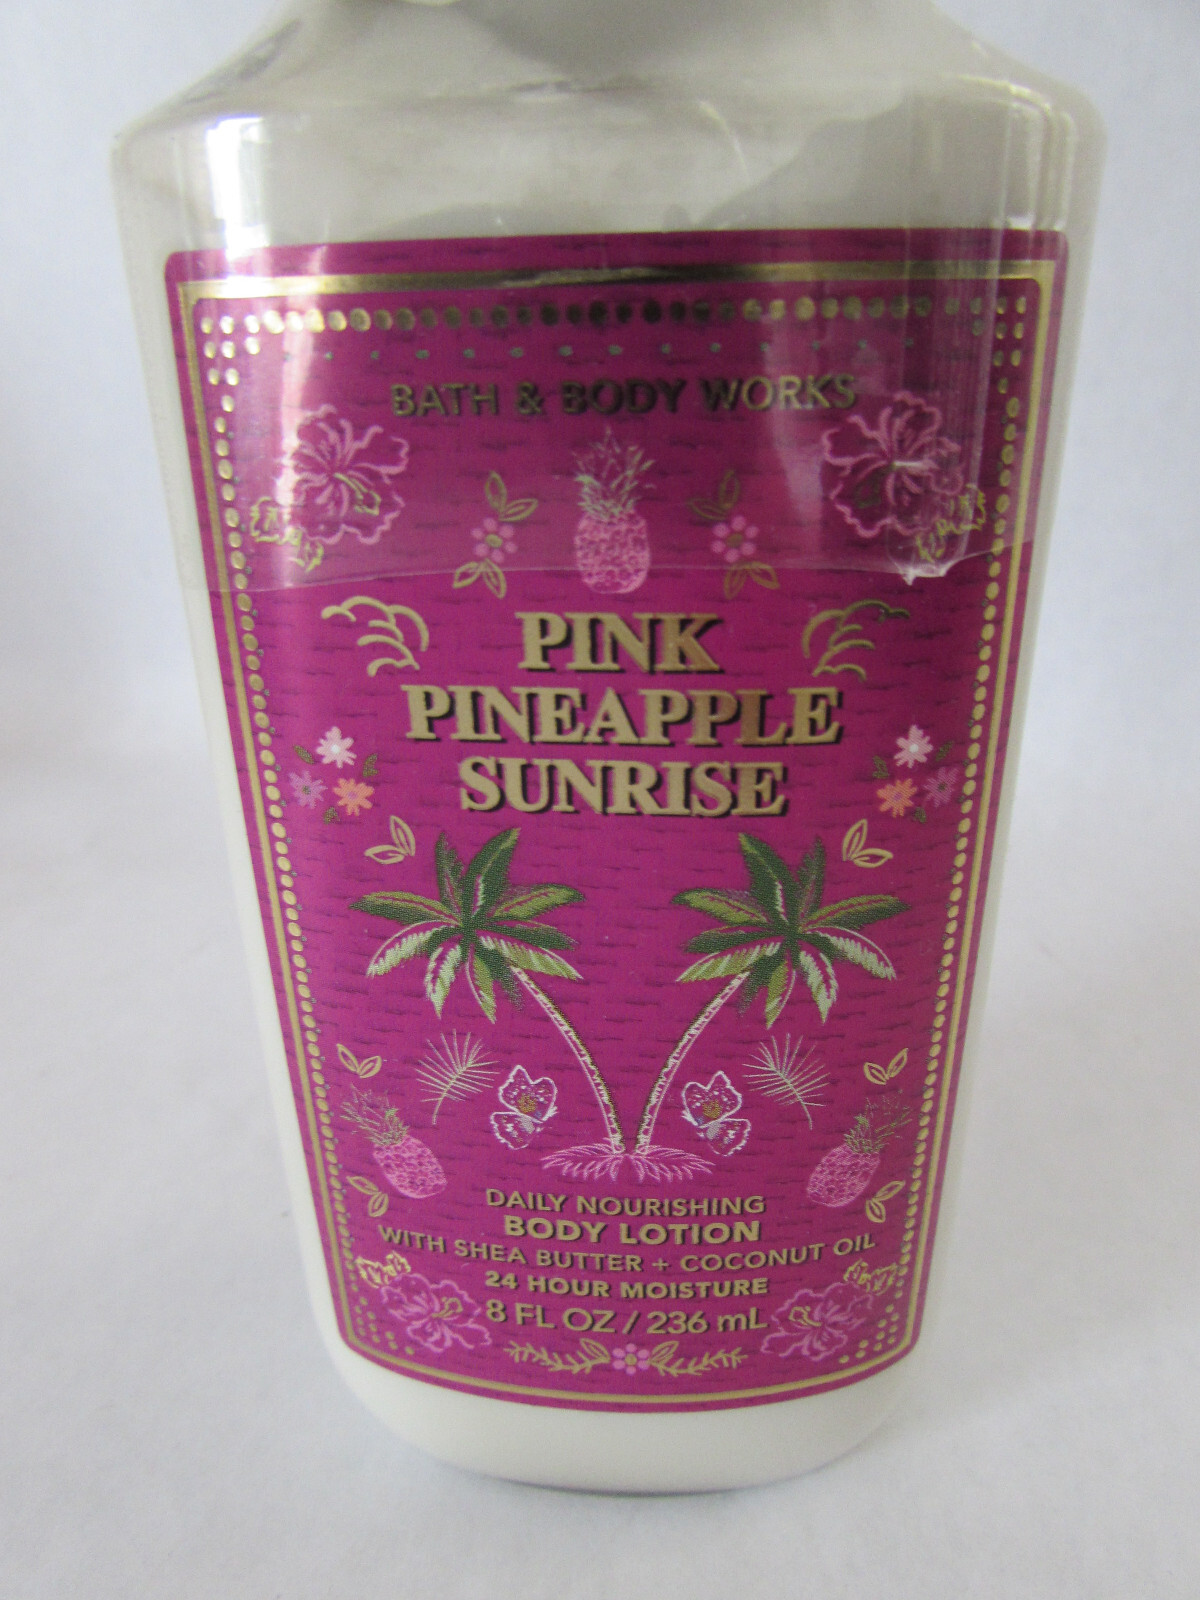 BATH & BODY WORKS
PINK
PINEAPPLE
SUNRISE
DAILY NOURISHING
BODY LOTION
WITH SHEA BUTTER + COCONUT OIL
24 HOUR MOISTURE
8 FL OZ / 236 mL